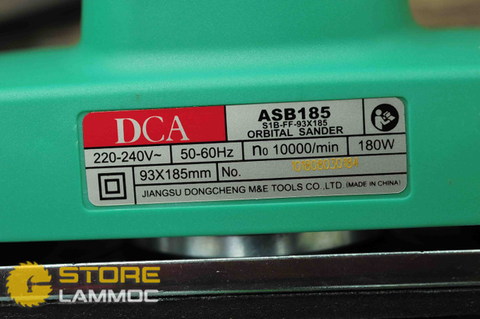 DCA
ASB185
S1B-FF-93X185
ORBITAL SANDER
220-240V~ 50-60Hz n₀ 10000/min 180W
93X185mm No.
JIANGSU DONGCHENG M&E TOOLS CO.,LTD. (MADE IN CHINA)
STORE
LAMMOC